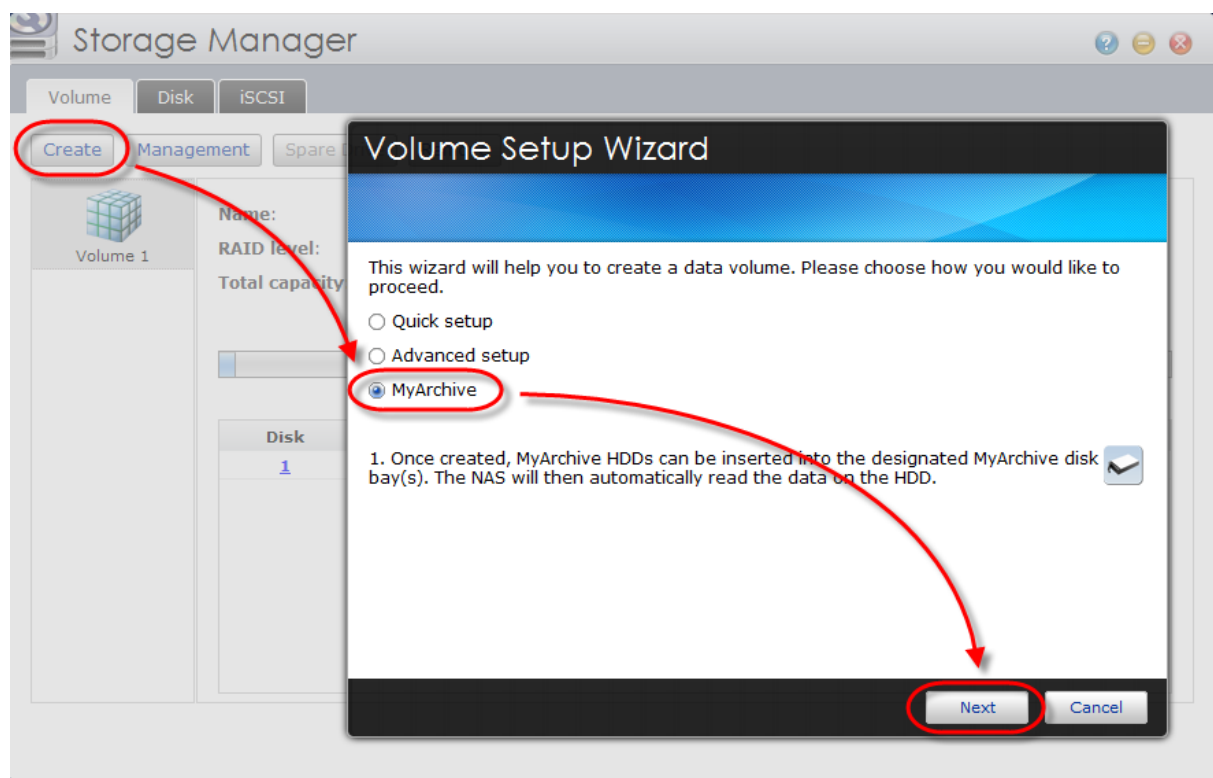 Storage Manager
Volume Disk iSCSI
Create Management Spare
Volume 1
Name:
RAID level:
Total capacity
Disk
1
Volume Setup Wizard
This wizard will help you to create a data volume. Please choose how you would like to
proceed.
Quick setup
Advanced setup
MyArchive
1. Once created, MyArchive HDDs can be inserted into the designated MyArchive disk
bay(s). The NAS will then automatically read the data on the HDD.
Next Cancel